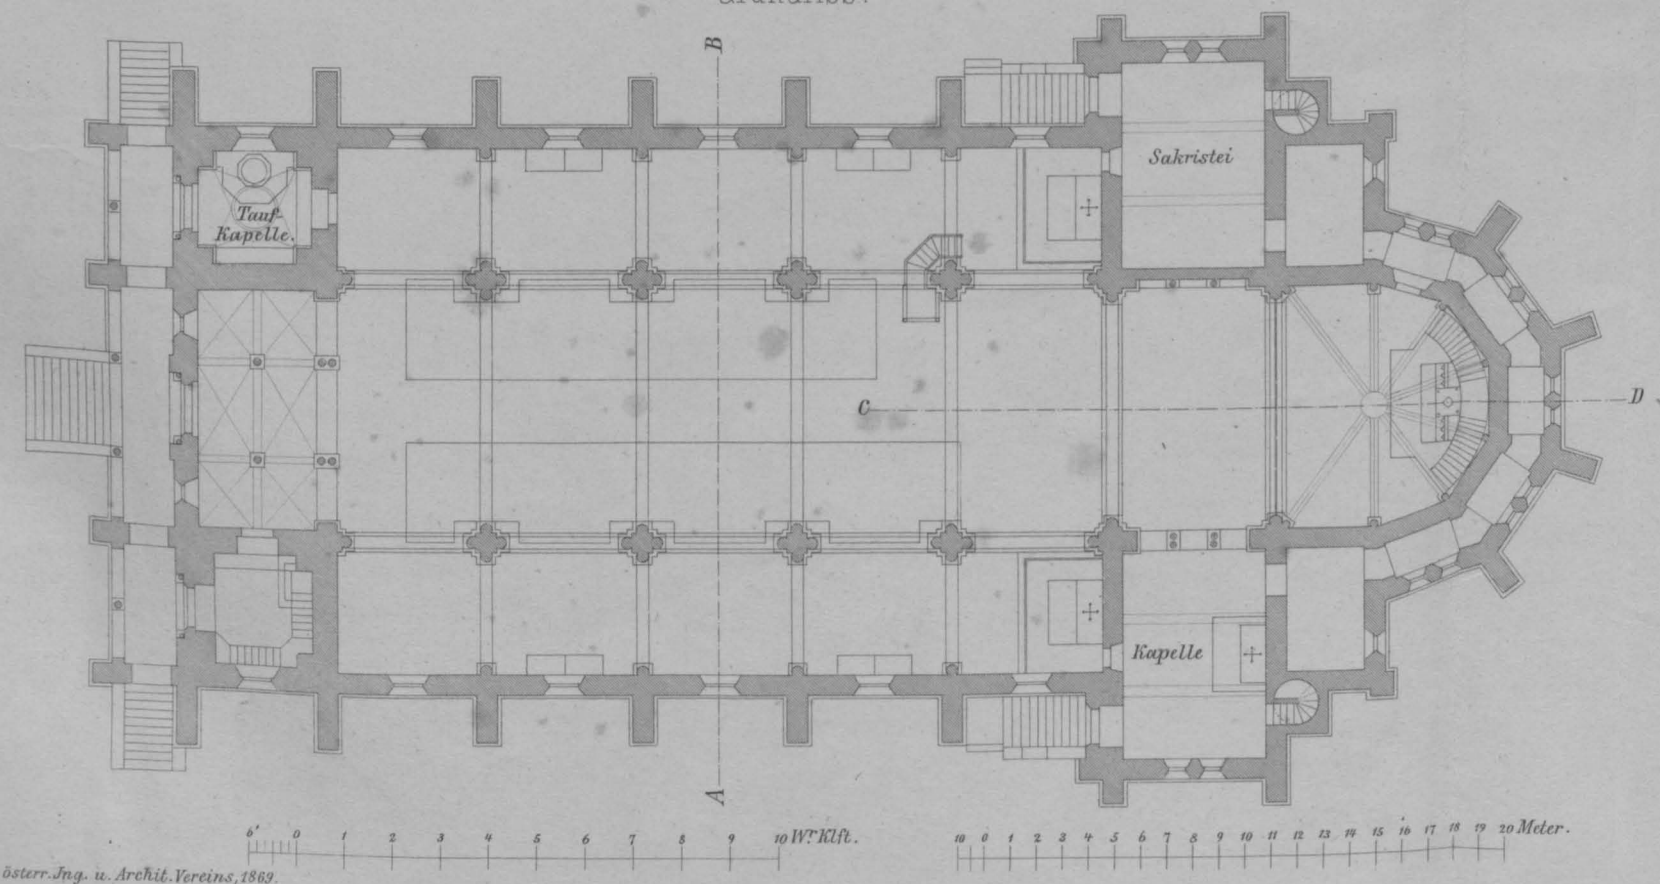 B
Sakristei
Tauf-
Kapelle.
C
D
Kapelle
A
6' 0 1 2 3 4 5 6 7 8 9 10 Wr. Klft.
10 0 1 2 3 4 5 6 7 8 9 10 11 12 13 14 15 16 17 18 19 20 Meter.
österr. Jng. u. Archit. Vereins, 1869.